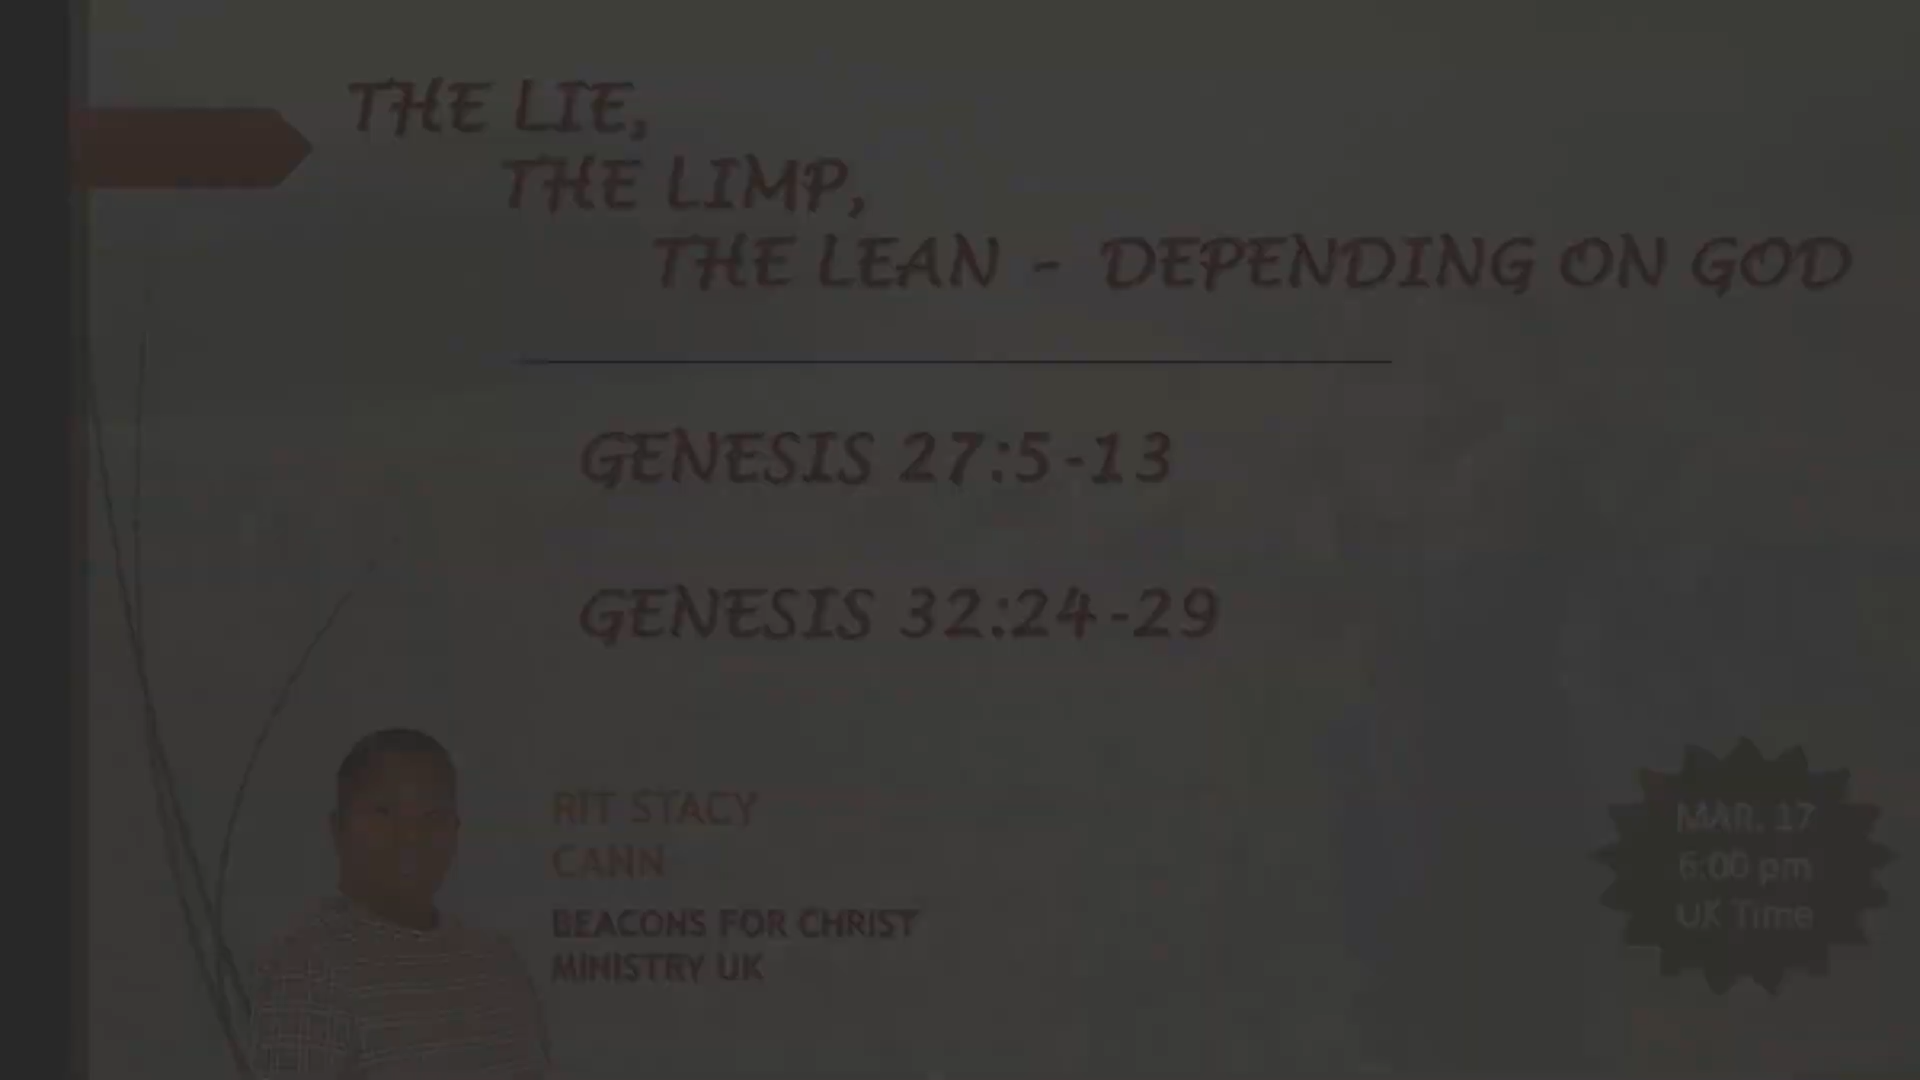 THE LIE,
THE LIMP,
THE LEAN - DEPENDING ON GOD
GENESIS 27:5-13
GENESIS 32:24-29
RIT STACY
CANN
BEACONS FOR CHRIST
MINISTRY UK
MAR. 17
6:00 pm
UK Time